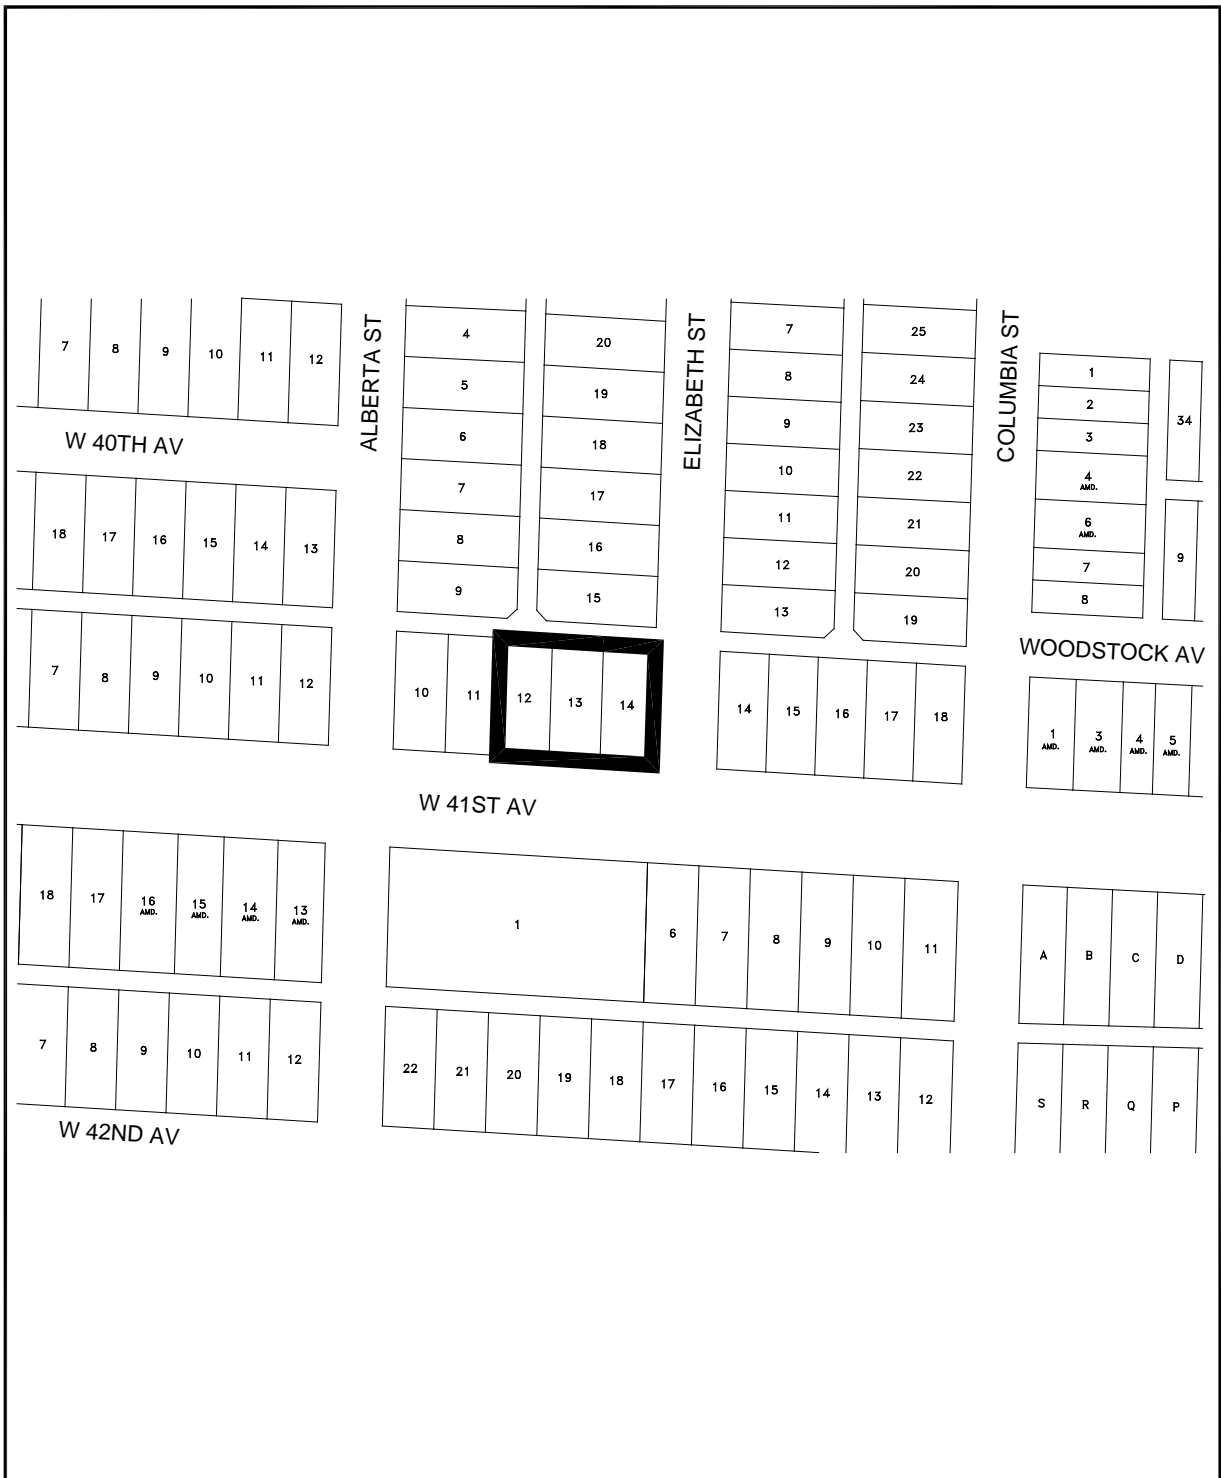 7 8 9 10 11 12
ALBERTA ST
4
5
6
7
8
9
20
19
18
17
16
15
ELIZABETH ST
7
8
9
10
11
12
13
25
24
23
22
21
20
19
COLUMBIA ST
1
2
3
4
AMD.
6
AMD.
7
8
34
9
W 40TH AV
18 17 16 15 14 13
7 8 9 10 11 12
10 11 12 13 14
14 15 16 17 18
WOODSTOCK AV
1 3 4 5
AMD. AMD. AMD. AMD.
W 41ST AV
18 17 16 15 14 13
AMD. AMD. AMD. AMD.
1 6 7 8 9 10 11
A B C D
7 8 9 10 11 12
22 21 20 19 18 17 16 15 14 13 12
S R Q P
W 42ND AV